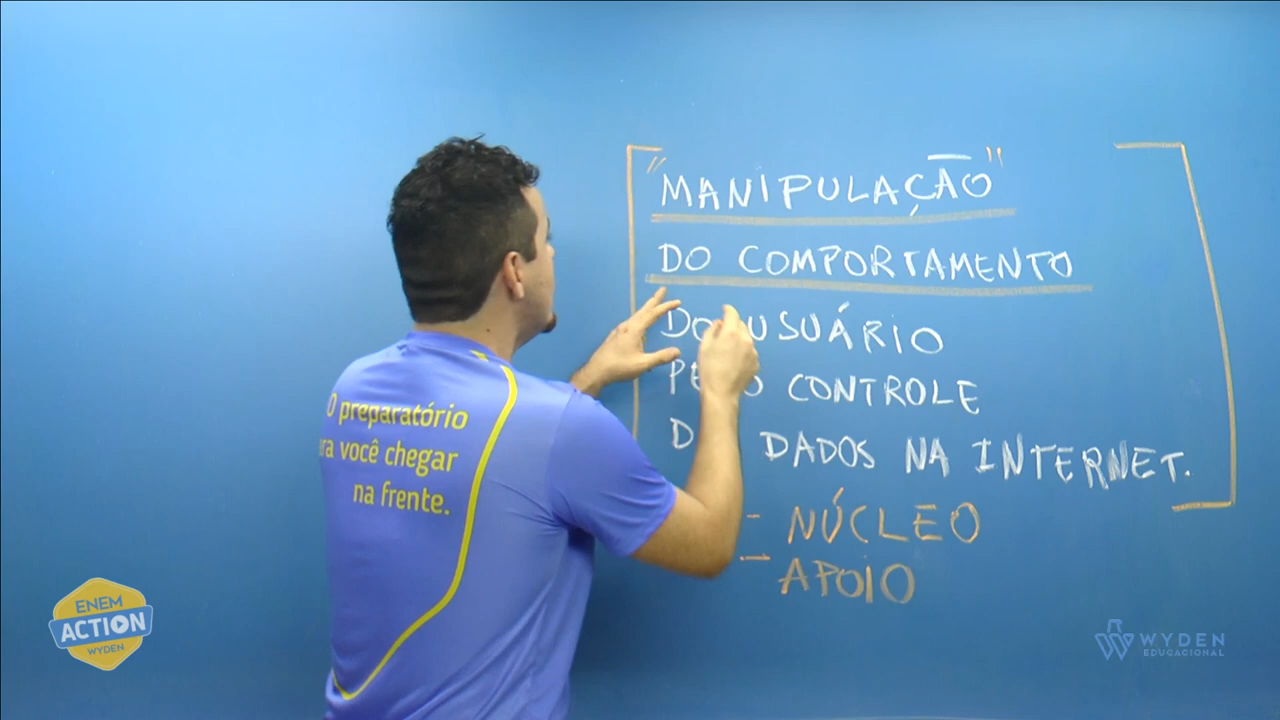 "MANIPULAÇÃO"
DO COMPORTAMENTO
DO USUÁRIO
CONTROLE
DADOS NA INTERNET.
- NÚCLEO
- APOIO
O preparatório
você chegar
na frente.
ENEM
ACTION
WYDEN
WYDEN
EDUCACIONAL